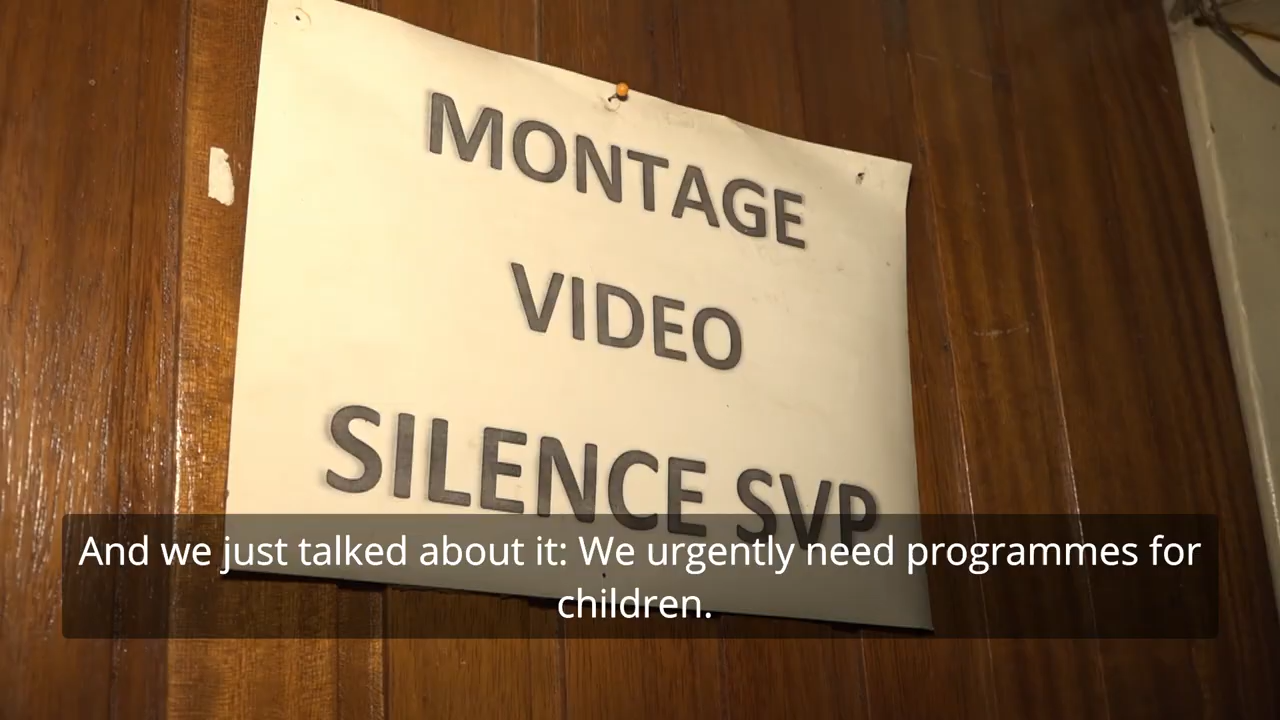 MONTAGE
VIDEO
SILENCE SVP
And we just talked about it: We urgently need programmes for
children.